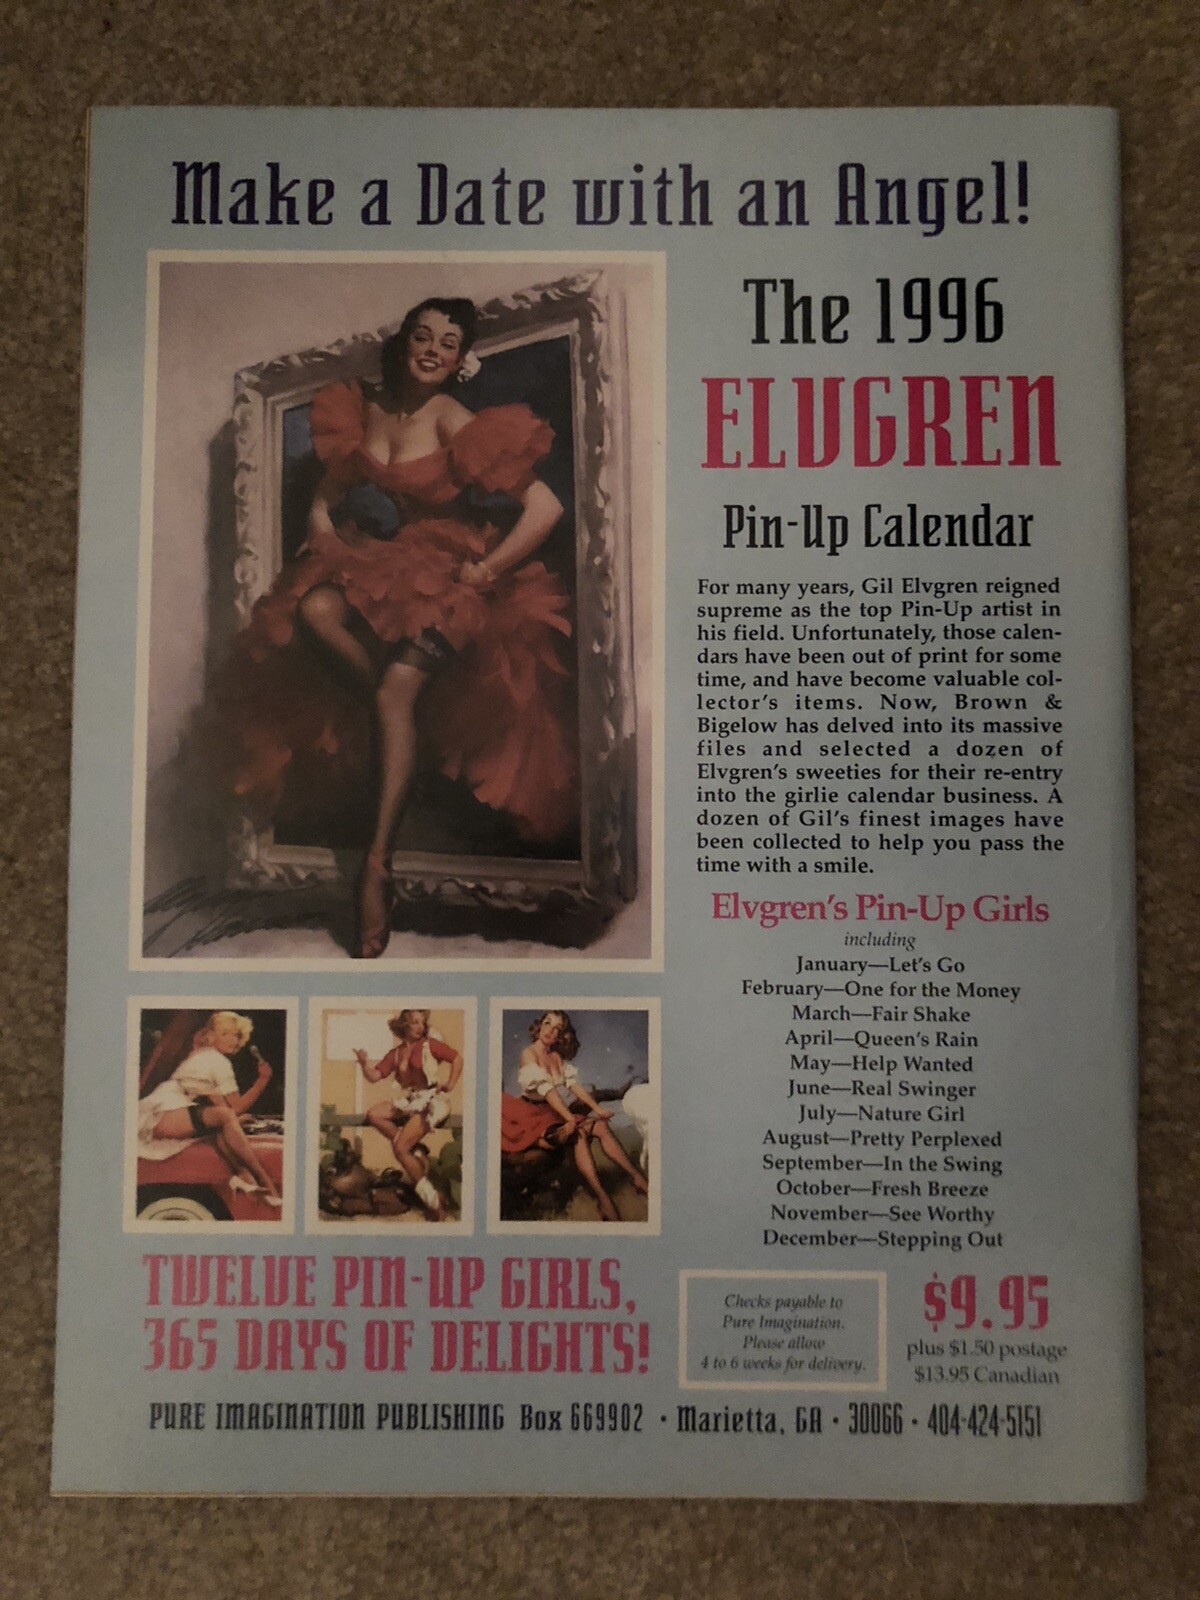 Make a Date with an Angel!
The 1996
ELVGREN
Pin-Up Calendar
For many years, Gil Elvgren reigned
supreme as the top Pin-Up artist in
his field. Unfortunately, those calen-
dars have been out of print for some
time, and have become valuable col-
lector's items. Now, Brown &
Bigelow has delved into its massive
files and selected a dozen of
Elvgren's sweeties for their re-entry
into the girlie calendar business. A
dozen of Gil's finest images have
been collected to help you pass the
time with a smile.
Elvgren's Pin-Up Girls
including
January—Let's Go
February—One for the Money
March—Fair Shake
April—Queen's Rain
May—Help Wanted
June—Real Swinger
July—Nature Girl
August—Pretty Perplexed
September—In the Swing
October—Fresh Breeze
November—See Worthy
December—Stepping Out
TWELVE PIN-UP GIRLS,
365 DAYS OF DELIGHTS!
Checks payable to
Pure Imagination.
Please allow
4 to 6 weeks for delivery.
$9.95
plus $1.50 postage
$13.95 Canadian
PURE IMAGINATION PUBLISHING Box 669902 · Marietta, GA · 30066 · 404-424-5151